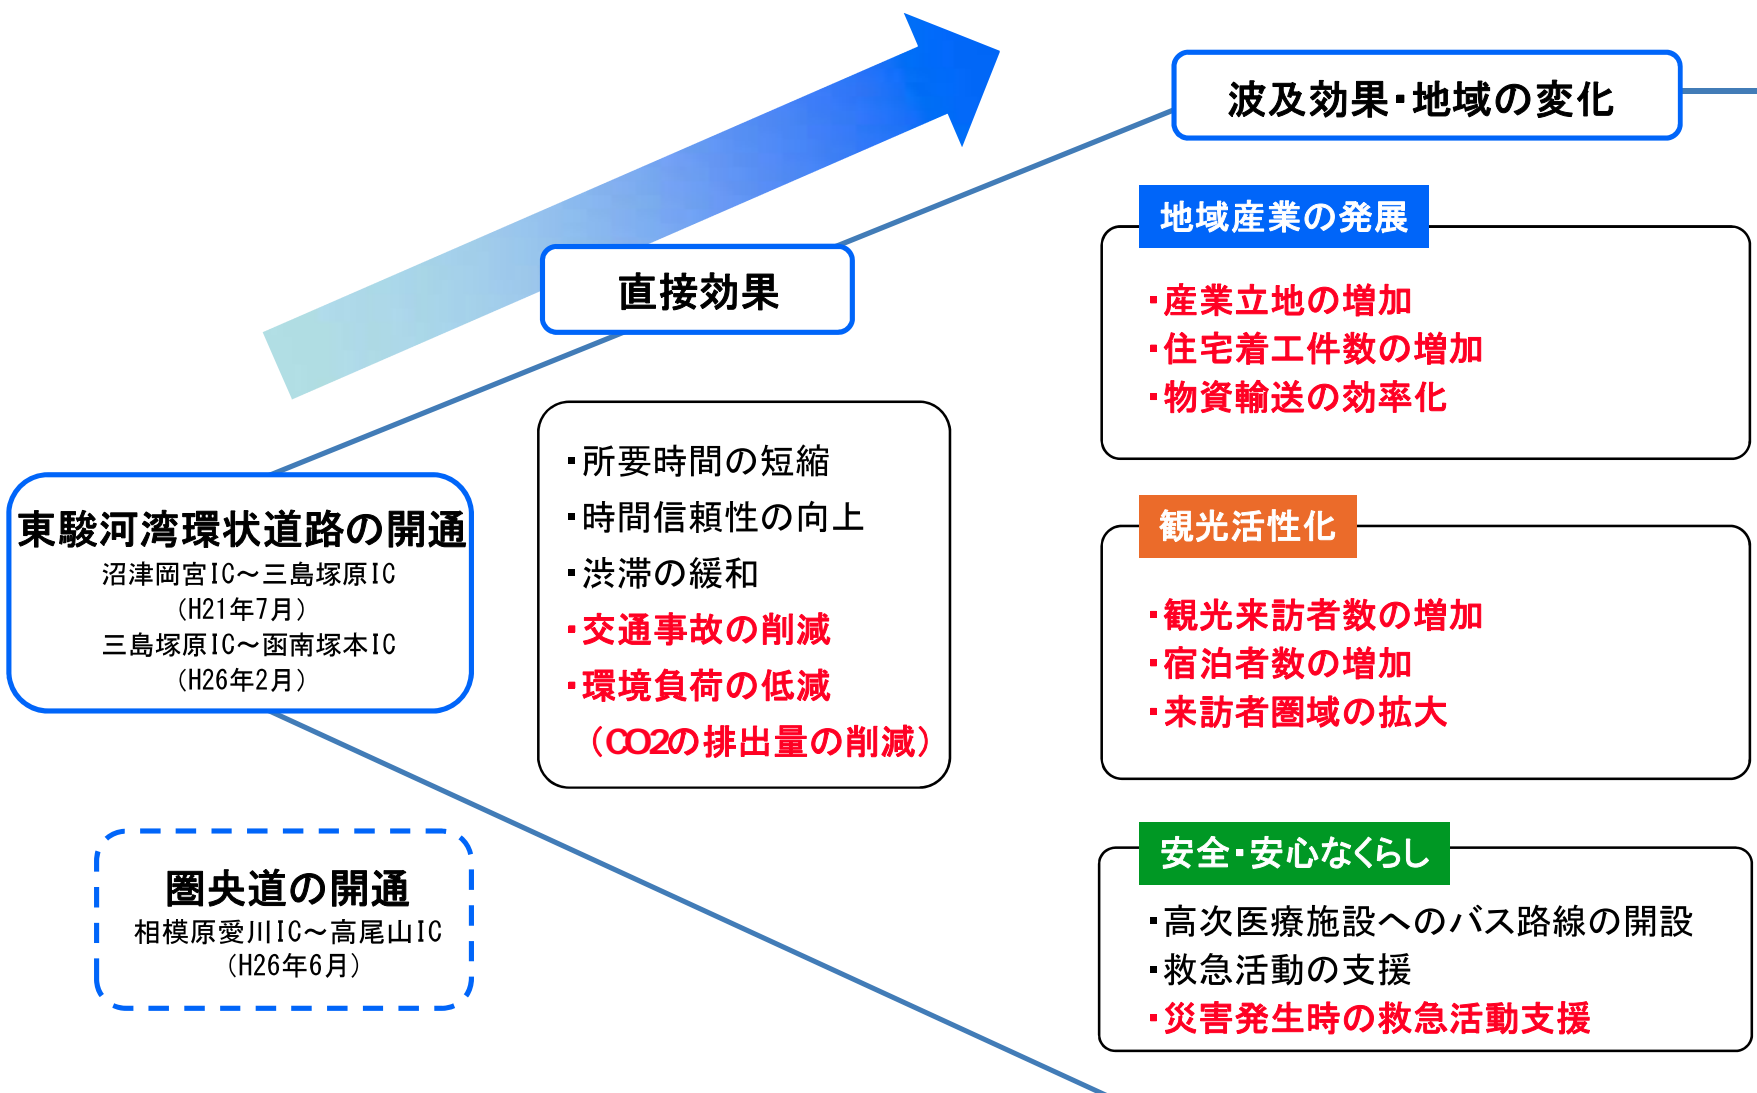 波及効果・地域の変化
直接効果
東駿河湾環状道路の開通
沼津岡宮IC～三島塚原IC
（H21年7月）
三島塚原IC～函南塚本IC
（H26年2月）
圏央道の開通
相模原愛川IC～高尾山IC
（H26年6月）
・所要時間の短縮
・時間信頼性の向上
・渋滞の緩和
・交通事故の削減
・環境負荷の低減
（CO2の排出量の削減）
地域産業の発展
・産業立地の増加
・住宅着工件数の増加
・物資輸送の効率化
観光活性化
・観光来訪者数の増加
・宿泊者数の増加
・来訪者圏域の拡大
安全・安心なくらし
・高次医療施設へのバス路線の開設
・救急活動の支援
・災害発生時の救急活動支援